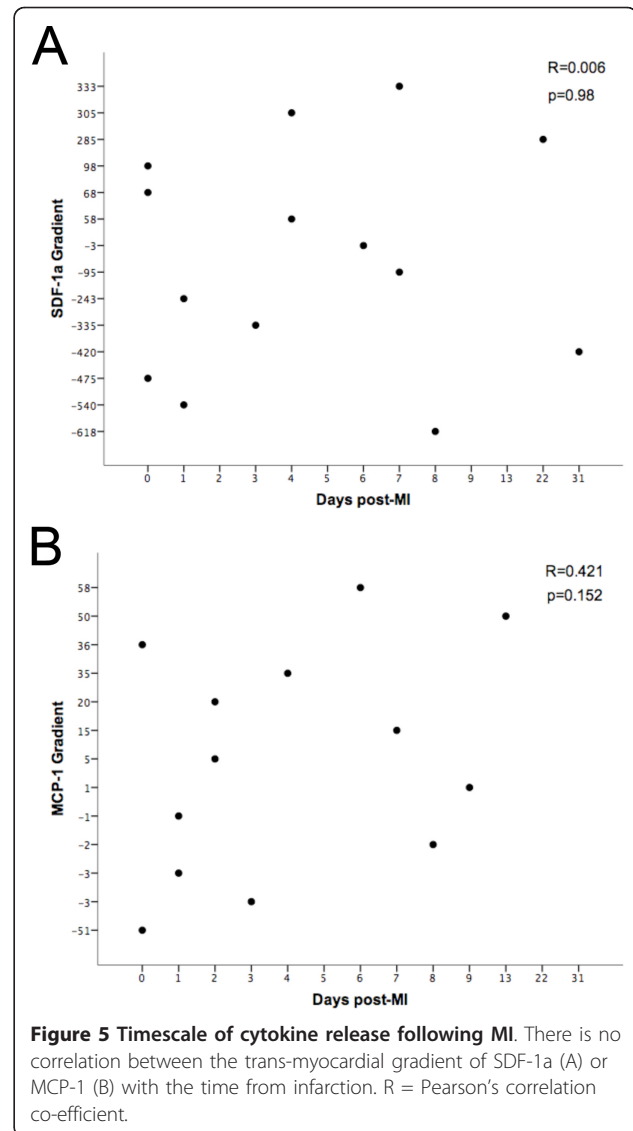 A
R=0.006
p=0.98
SDF-1a Gradient
333
305
285
98
68
58
-3
-95
-243
-335
-420
-475
-540
-618
0 1 2 3 4 5 6 7 8 9 13 22 31
Days post-MI
B
R=0.421
p=0.152
MCP-1 Gradient
58
50
36
35
20
15
5
1
-1
-2
-3
-3
-51
0 1 2 3 4 5 6 7 8 9 13 22 31
Days post-MI
Figure 5 Timescale of cytokine release following MI. There is no
correlation between the trans-myocardial gradient of SDF-1a (A) or
MCP-1 (B) with the time from infarction. R = Pearson's correlation
co-efficient.